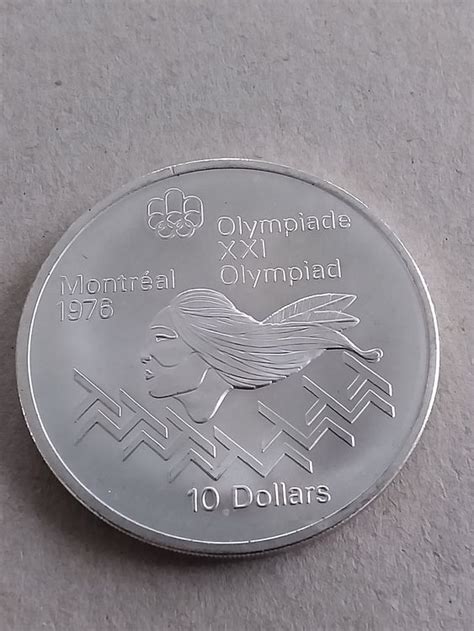 Olympiade
XXI
Olympiad
Montréal
1976
10 Dollars